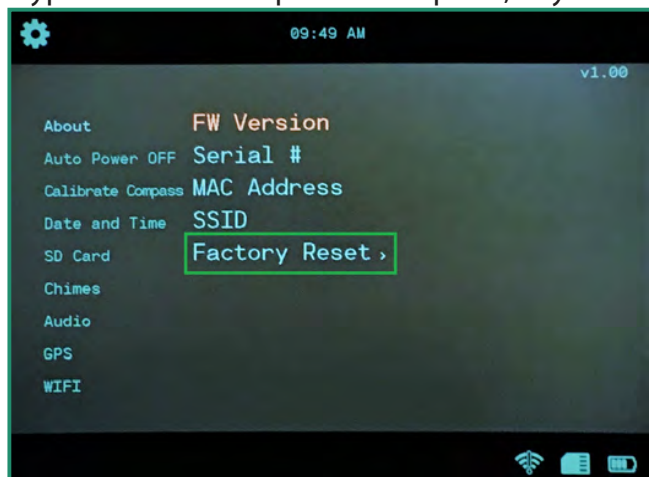 09:49 AM
v1.00
About
Auto Power OFF
Calibrate Compass
Date and Time
SD Card
Chimes
Audio
GPS
WIFI
FW Version
Serial #
MAC Address
SSID
Factory Reset ›